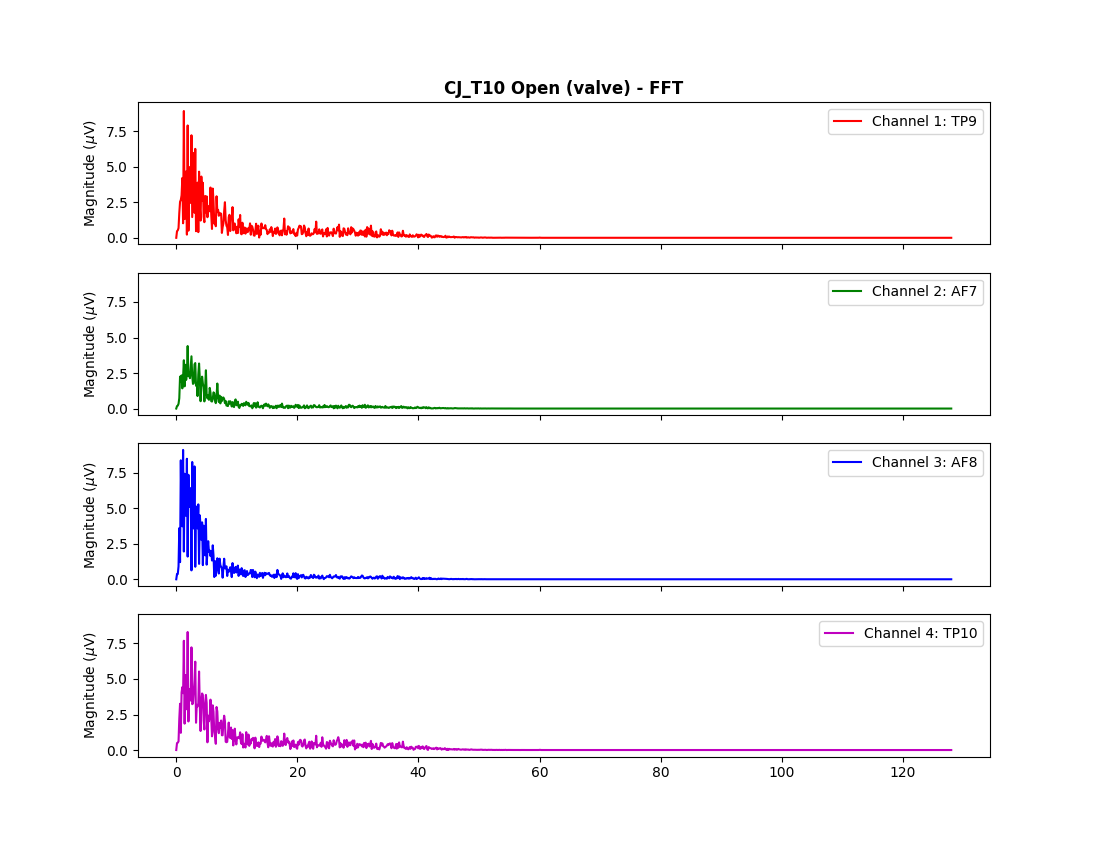 CJ_T10 Open (valve) - FFT
Magnitude (μV)
7.5
5.0
2.5
0.0
Channel 1: TP9
Magnitude (μV)
7.5
5.0
2.5
0.0
Channel 2: AF7
Magnitude (μV)
7.5
5.0
2.5
0.0
Channel 3: AF8
Magnitude (μV)
7.5
5.0
2.5
0.0
Channel 4: TP10
0 20 40 60 80 100 120